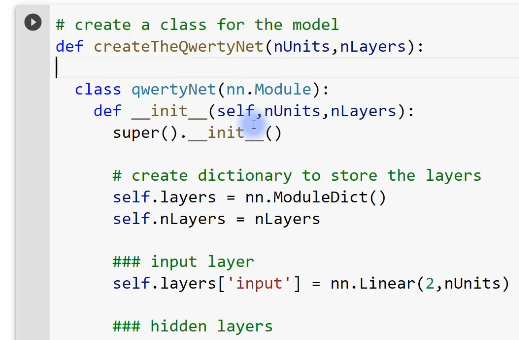 # create a class for the model
def createTheQwertyNet(nUnits,nLayers):
class qwertyNet(nn.Module):
def __init__(self,nUnits,nLayers):
super().__init__()
# create dictionary to store the layers
self.layers = nn.ModuleDict()
self.nLayers = nLayers
### input layer
self.layers['input'] = nn.Linear(2,nUnits)
### hidden layers